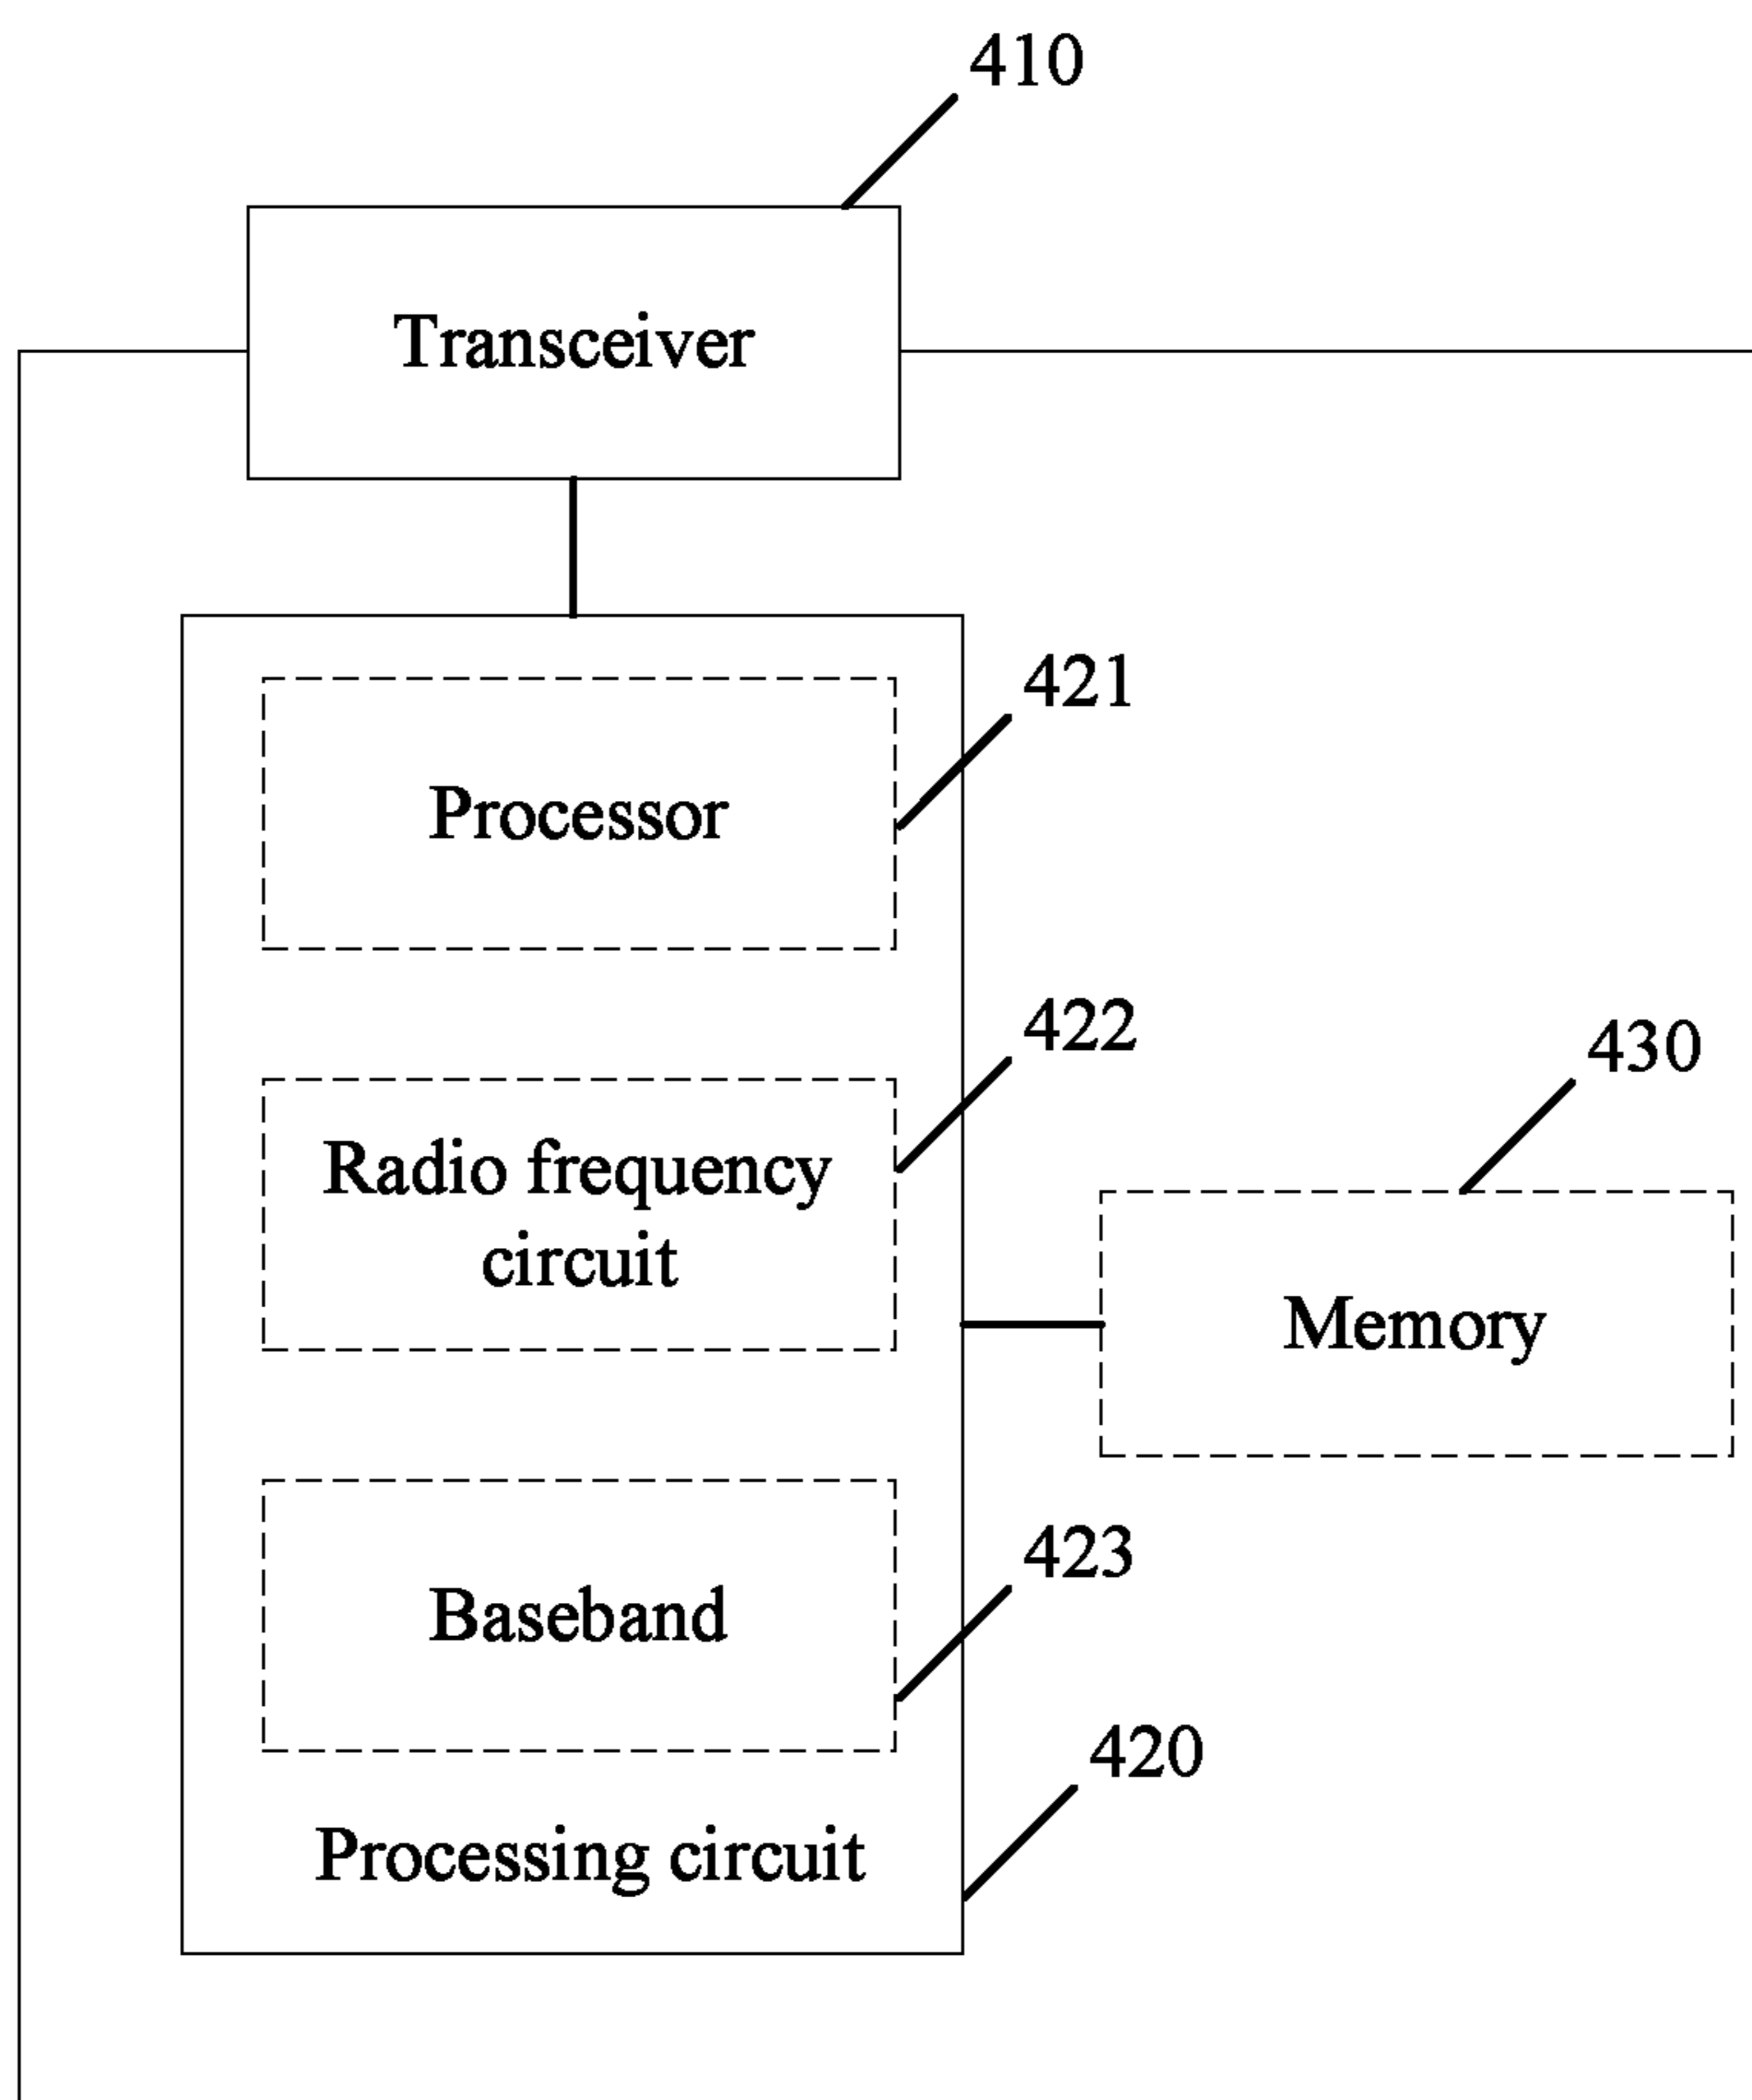 410
Transceiver
421
Processor
422
Radio frequency
circuit
430
Memory
423
Baseband
420
Processing circuit